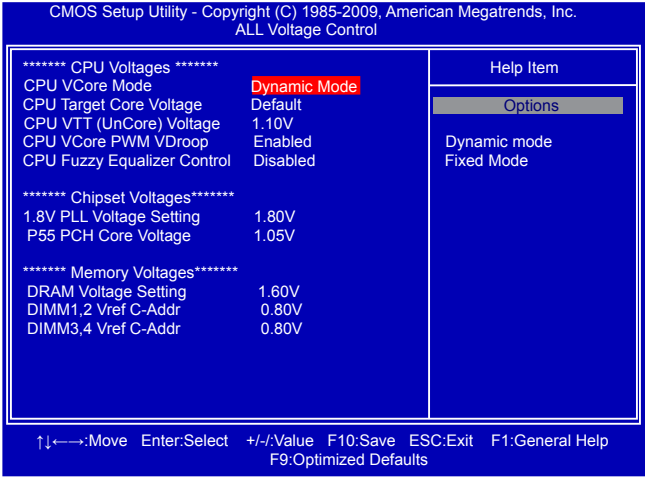 CMOS Setup Utility - Copyright (C) 1985-2009, American Megatrends, Inc.
ALL Voltage Control
******* CPU Voltages *******
CPU VCore Mode Dynamic Mode
CPU Target Core Voltage Default
CPU VTT (UnCore) Voltage 1.10V
CPU VCore PWM VDroop Enabled
CPU Fuzzy Equalizer Control Disabled
******* Chipset Voltages*******
1.8V PLL Voltage Setting 1.80V
P55 PCH Core Voltage 1.05V
******* Memory Voltages*******
DRAM Voltage Setting 1.60V
DIMM1,2 Vref C-Addr 0.80V
DIMM3,4 Vref C-Addr 0.80V
Help Item
Options
Dynamic mode
Fixed Mode
↑↓←→:Move Enter:Select +/-/:Value F10:Save ESC:Exit F1:General Help
F9:Optimized Defaults